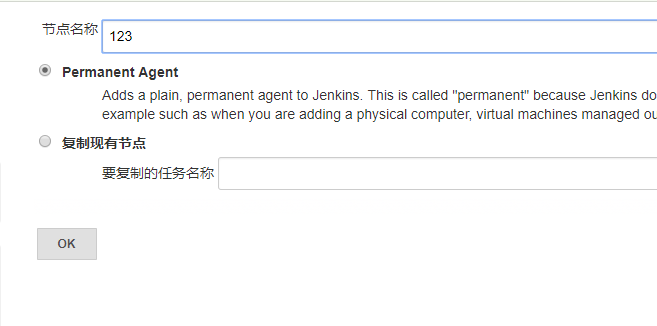 节点名称 123
Permanent Agent
Adds a plain, permanent agent to Jenkins. This is called "permanent" because Jenkins do
example such as when you are adding a physical computer, virtual machines managed ou
复制现有节点
要复制的任务名称
OK